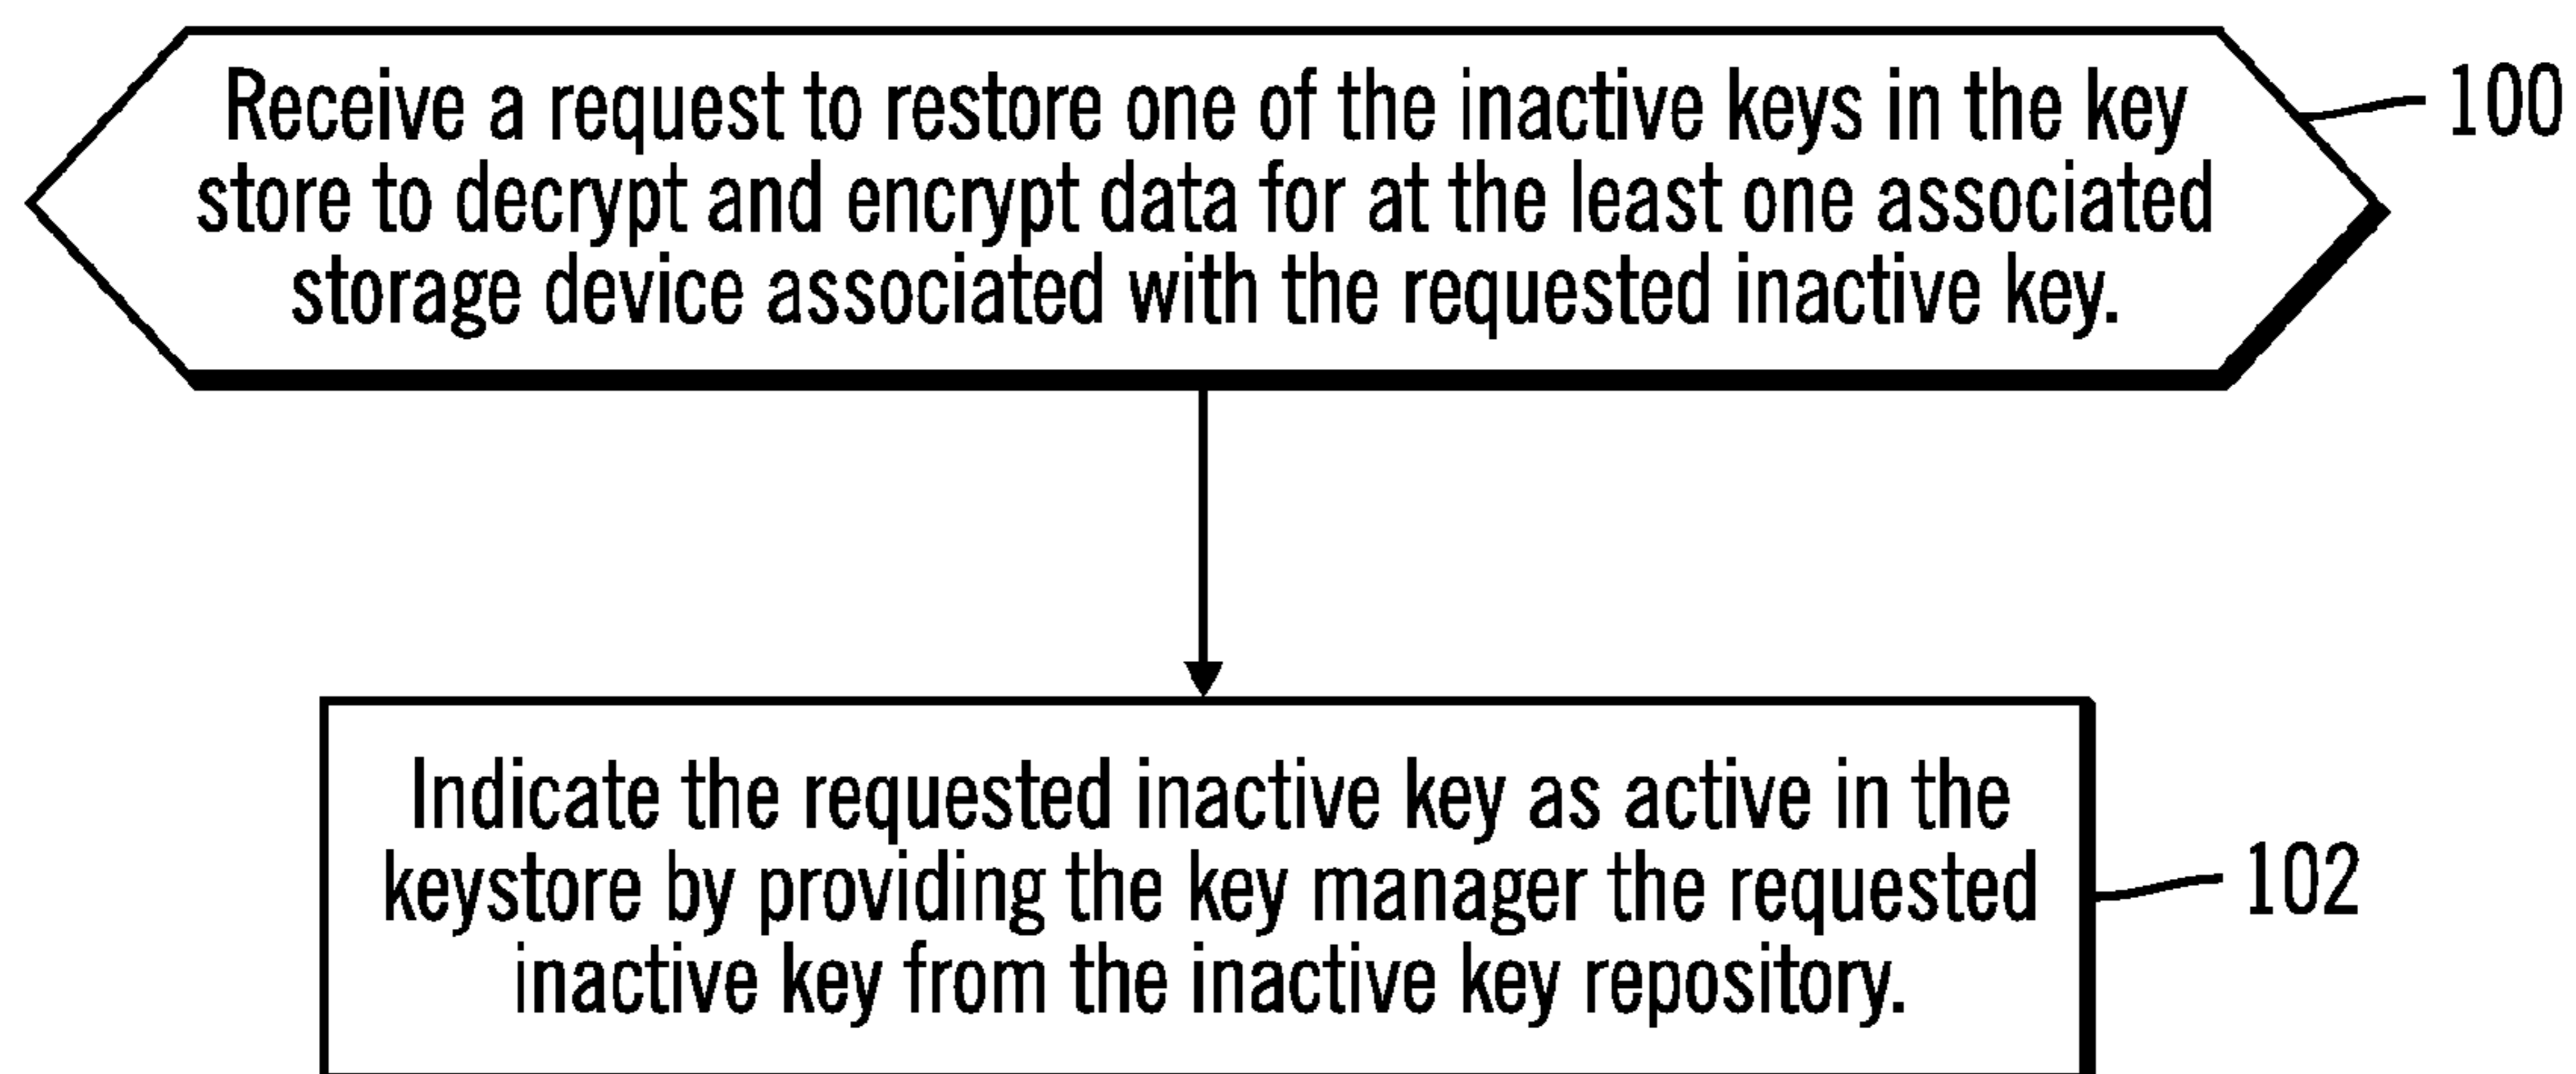 Receive a request to restore one of the inactive keys in the key
store to decrypt and encrypt data for at the least one associated
storage device associated with the requested inactive key.
100
Indicate the requested inactive key as active in the
keystore by providing the key manager the requested
inactive key from the inactive key repository.
102